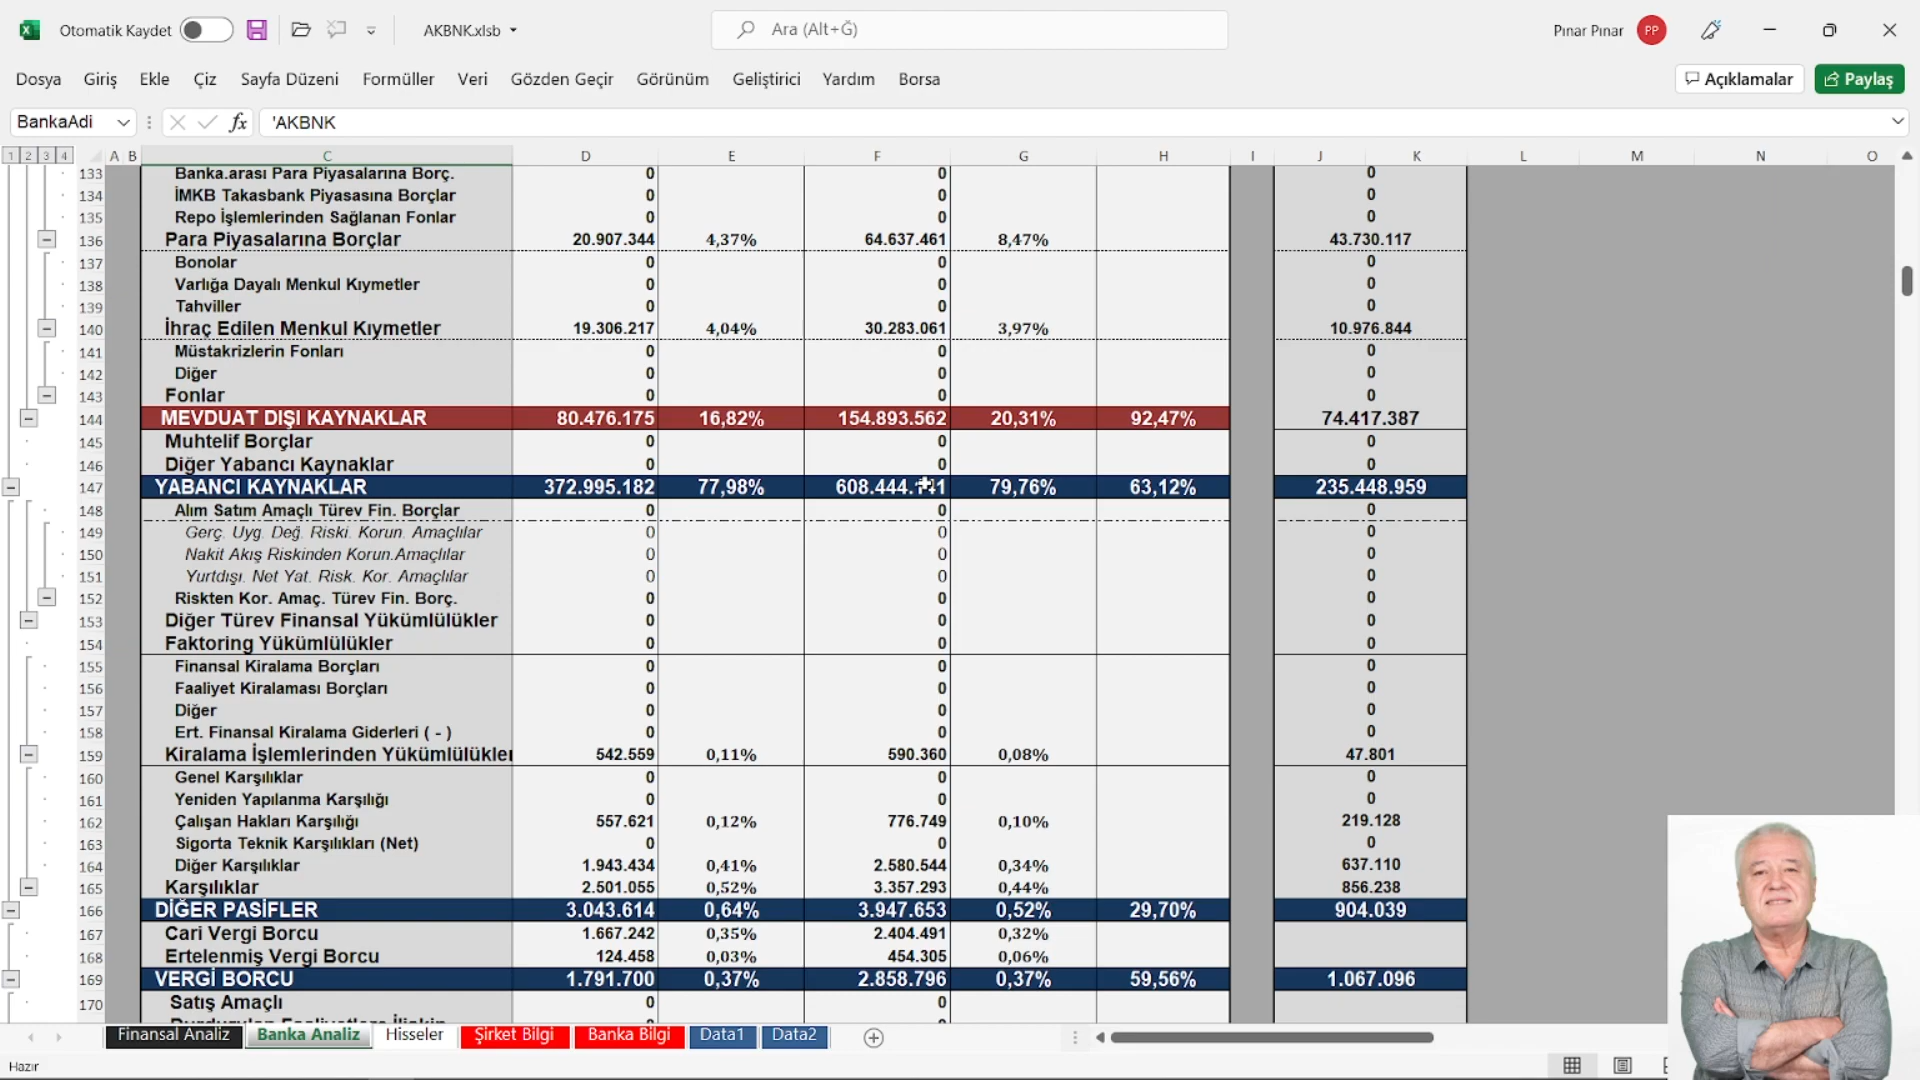 Otomatik Kaydet AKBNK.xlsb Ara (Alt+Ğ) Pınar Pınar PP
Dosya Giriş Ekle Çiz Sayfa Düzeni Formüller Veri Gözden Geçir Görünüm Geliştirici Yardım Borsa Açıklamalar Paylaş
BankaAdi fx 'AKBNK
1 2 3 4 A B C D E F G H I J K L M N O
133 Banka.arası Para Piyasalarına Borç. 0 0 0
134 İMKB Takasbank Piyasasına Borçlar 0 0 0
135 Repo İşlemlerinden Sağlanan Fonlar 0 0 0
136 Para Piyasalarına Borçlar 20.907.344 4,37% 64.637.461 8,47% 43.730.117
137 Bonolar 0 0 0
138 Varlığa Dayalı Menkul Kıymetler 0 0 0
139 Tahviller 0 0 0
140 İhraç Edilen Menkul Kıymetler 19.306.217 4,04% 30.283.061 3,97% 10.976.844
141 Müstakrizlerin Fonları 0 0 0
142 Diğer 0 0 0
143 Fonlar 0 0 0
144 MEVDUAT DIŞI KAYNAKLAR 80.476.175 16,82% 154.893.562 20,31% 92,47% 74.417.387
145 Muhtelif Borçlar 0 0 0
146 Diğer Yabancı Kaynaklar 0 0 0
147 YABANCI KAYNAKLAR 372.995.182 77,98% 608.444.141 79,76% 63,12% 235.448.959
148 Alım Satım Amaçlı Türev Fin. Borçlar 0 0 0
149 Gerç. Uyg. Değ. Riski. Korun. Amaçlılar 0 0 0
150 Nakit Akış Riskinden Korun.Amaçlılar 0 0 0
151 Yurtdışı. Net Yat. Risk. Kor. Amaçlılar 0 0 0
152 Riskten Kor. Amaç. Türev Fin. Borç. 0 0 0
153 Diğer Türev Finansal Yükümlülükler 0 0 0
154 Faktoring Yükümlülükler 0 0 0
155 Finansal Kiralama Borçları 0 0 0
156 Faaliyet Kiralaması Borçları 0 0 0
157 Diğer 0 0 0
158 Ert. Finansal Kiralama Giderleri ( - ) 0 0 0
159 Kiralama İşlemlerinden Yükümlülükler 542.559 0,11% 590.360 0,08% 47.801
160 Genel Karşılıklar 0 0 0
161 Yeniden Yapılanma Karşılığı 0 0 0
162 Çalışan Hakları Karşılığı 557.621 0,12% 776.749 0,10% 219.128
163 Sigorta Teknik Karşılıkları (Net) 0 0 0
164 Diğer Karşılıklar 1.943.434 0,41% 2.580.544 0,34% 637.110
165 Karşılıklar 2.501.055 0,52% 3.357.293 0,44% 856.238
166 DİĞER PASİFLER 3.043.614 0,64% 3.947.653 0,52% 29,70% 904.039
167 Cari Vergi Borcu 1.667.242 0,35% 2.404.491 0,32%
168 Ertelenmiş Vergi Borcu 124.458 0,03% 454.305 0,06%
169 VERGİ BORCU 1.791.700 0,37% 2.858.796 0,37% 59,56% 1.067.096
170 Satış Amaçlı 0 0
Finansal Analiz Banka Analiz Hisseler Şirket Bilgi Banka Bilgi Data1 Data2
Hazır